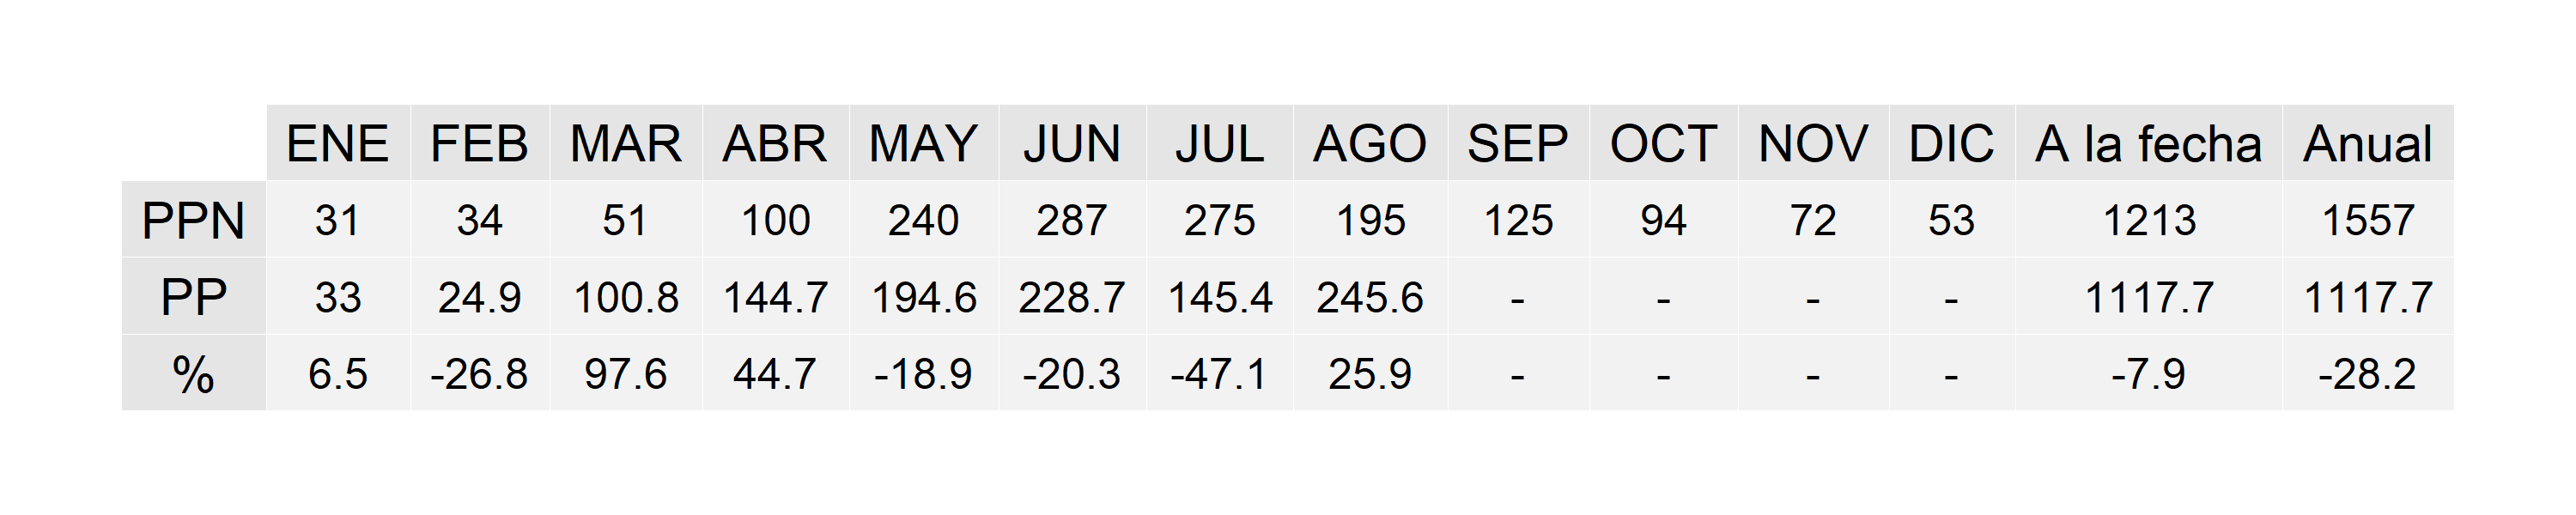 ENE FEB MAR ABR MAY JUN JUL AGO SEP OCT NOV DIC A la fecha Anual
PPN 31 34 51 100 240 287 275 195 125 94 72 53 1213 1557
PP 33 24.9 100.8 144.7 194.6 228.7 145.4 245.6 - - - - 1117.7 1117.7
% 6.5 -26.8 97.6 44.7 -18.9 -20.3 -47.1 25.9 - - - - -7.9 -28.2